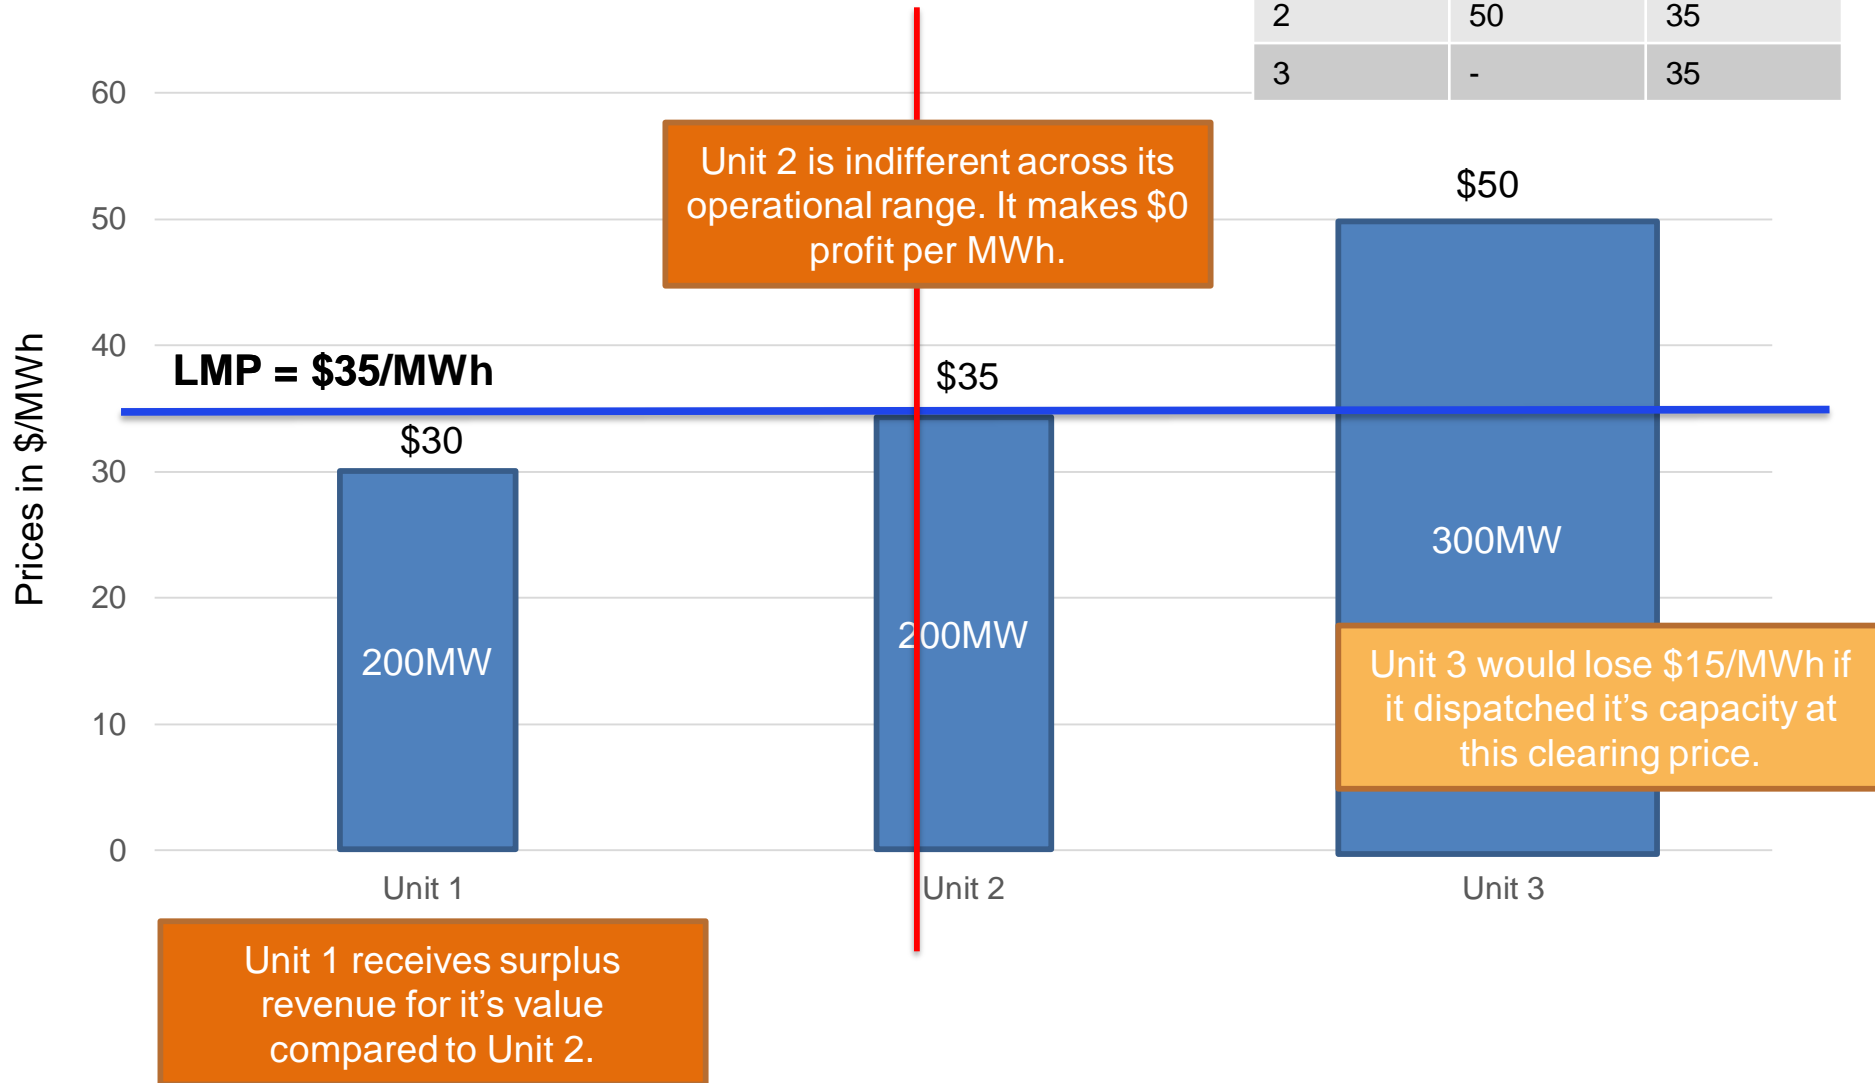 2 50 35
3 - 35
60
50
40
30
20
10
0
Prices in $/MWh
Unit 2 is indifferent across its
operational range. It makes $0
profit per MWh.
$50
LMP = $35/MWh
$35
$30
300MW
200MW
200MW
Unit 3 would lose $15/MWh if
it dispatched it’s capacity at
this clearing price.
Unit 1
Unit 2
Unit 3
Unit 1 receives surplus
revenue for it’s value
compared to Unit 2.